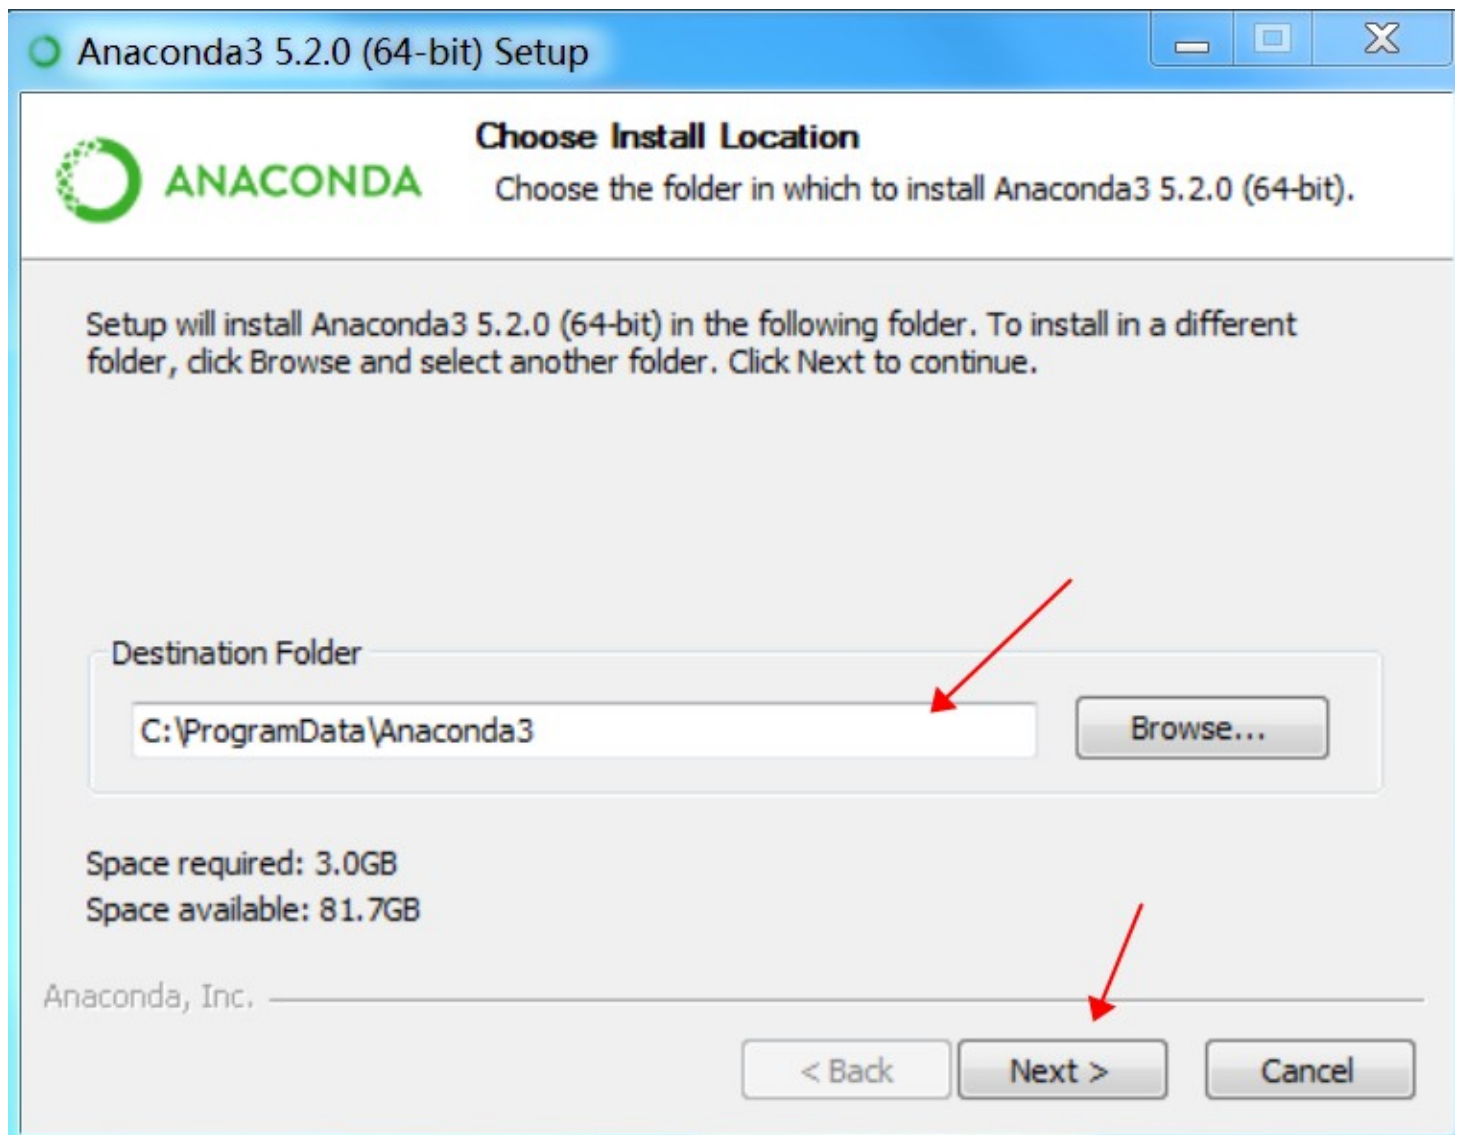 Anaconda3 5.2.0 (64-bit) Setup
ANACONDA
Choose Install Location
Choose the folder in which to install Anaconda3 5.2.0 (64-bit).
Setup will install Anaconda3 5.2.0 (64-bit) in the following folder. To install in a different
folder, click Browse and select another folder. Click Next to continue.
Destination Folder
C:\ProgramData\Anaconda3
Browse...
Space required: 3.0GB
Space available: 81.7GB
Anaconda, Inc.
< Back
Next >
Cancel